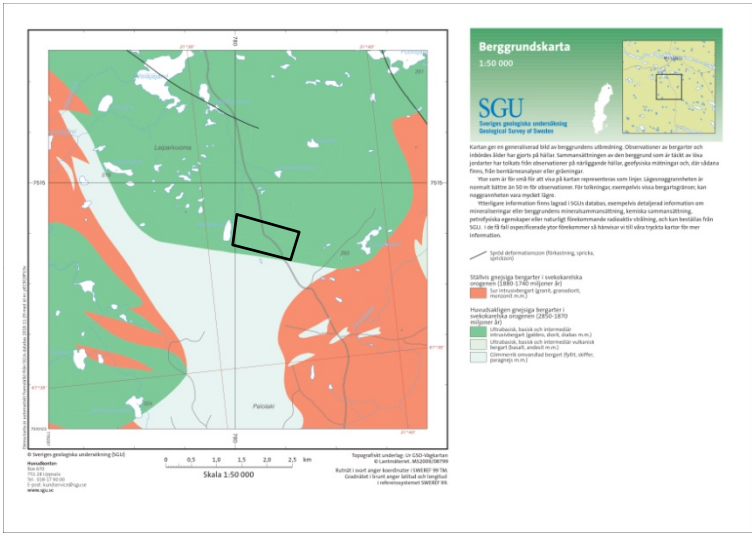 Berggrundskarta
1:50 000
SGU
Sveriges geologiska undersökning
Geological Survey of Sweden
Kartan ger en generaliserad bild av berggrundens utbredning. Observationer av bergarter och
inbördes ålder har gjorts på hällar. Sammansättningen av den berggrund som är täckt av lösa
jordarter har tolkats från observationer på närliggande hällar, geofysiska mätningar och, där sådana
finns, från borrkäreanalyser eller grävningar.
Ytor som är för små för att visa på kartan representeras som linjer. Lägesnoggrannheten är
normalt bättre än 50 m för observationer. För tolkningar, exempelvis vissa bergartsgränser, kan
noggrannheten vara mycket lägre.
Ytterligare information finns lagrad i SGUs databas, exempelvis detaljerad information om
mineraliseringar eller berggrundens mineralsammansättning, kemiska sammansättning,
petrofysiska egenskaper eller naturligt förekommande radioaktiv strålning, och kan beställas från
SGU. I de få fall ospecificerade ytor förekommer så hänvisar vi till våra tryckta kartor för mer
information.
Spröd deformationszon (förkastning, spricka,
sprickzon)
Ställvis gnejsiga bergarter i svekokarelska
orogenen (1880-1740 miljoner år)
Sur intrusivbergart (granit, granodiorit,
monzonit m.m.)
Huvudsakligen gnejsiga bergarter i
svekokarelska orogenen (2850-1870
miljoner år)
Ultrabasisk, basisk och intermediär
intrusivbergart (gabbro, diorit, diabas m.m.)
Ultrabasisk, basisk och intermediär vulkanisk
bergart (basalt, andesit m.m.)
Glimmerrik omvandlad bergart (fyllit, skiffer,
paragnejs m.m.)
780
7515
Laipanvuoma
Palolaki
780
© Sveriges geologiska undersökning (SGU)
Huvudkontor:
Box 670
751 28 Uppsala
Tel: 018-17 90 00
E-post: kundservice@sgu.se
www.sgu.se
0 0,5 1,0 1,5 2,0 2,5 km
Skala 1:50 000
Topografiskt underlag: Ur GSD-Vägkartan
© Lantmäteriet. MS2009/08799
Rutnät i svart anger koordinater i SWEREF 99 TM.
Gradnätet i brunt anger latitud och longitud
i referenssystemet SWEREF 99.